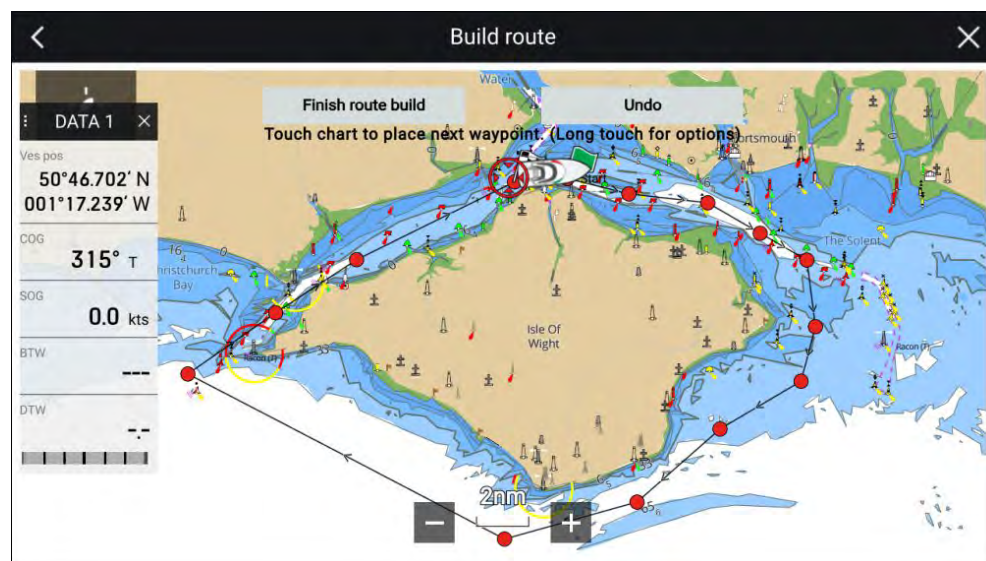 Build route
Water
Finish route build
Undo
Touch chart to place next waypoint. (Long touch for options)
ortsmouth
DATA 1
Ves pos
50°46.702' N
001°17.239' W
Start
COG
315° T
The Solent
hristchurch
Bay
SOG
0.0 kts
Isle Of
Wight
Racon (T)
Racon (T)
BTW
---
DTW
-.-
2nm